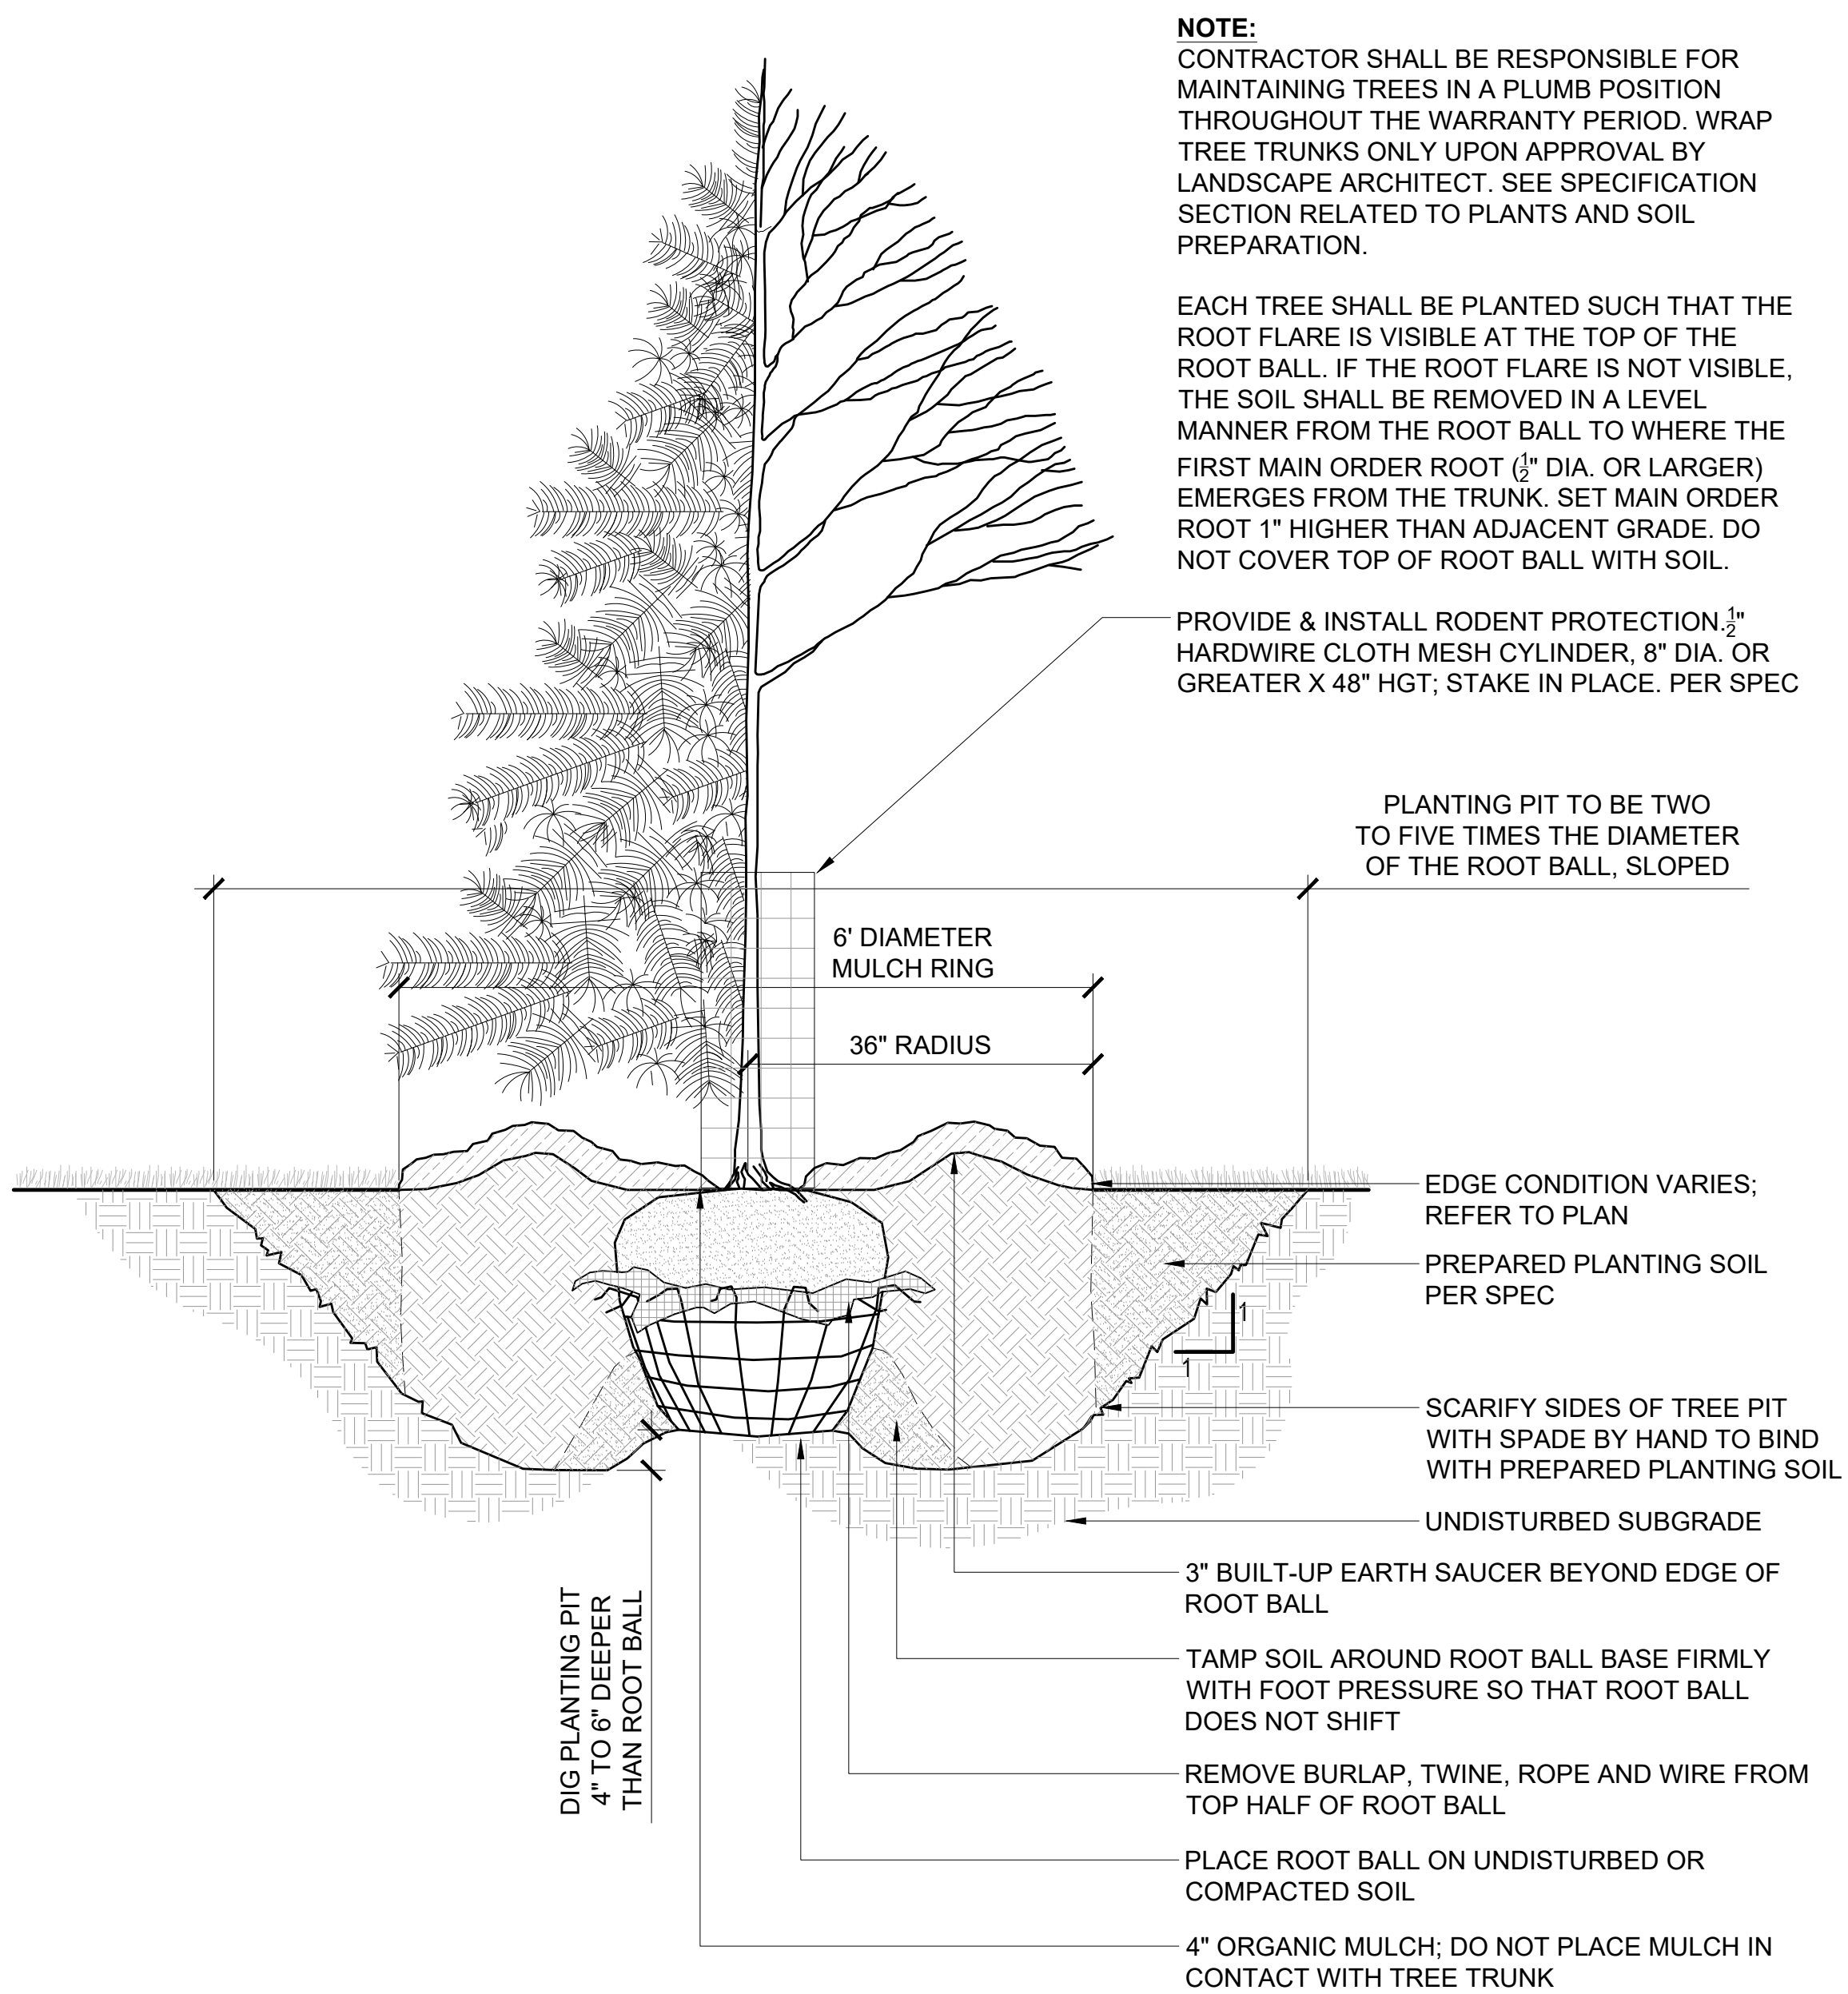 NOTE:
CONTRACTOR SHALL BE RESPONSIBLE FOR
MAINTAINING TREES IN A PLUMB POSITION
THROUGHOUT THE WARRANTY PERIOD. WRAP
TREE TRUNKS ONLY UPON APPROVAL BY
LANDSCAPE ARCHITECT. SEE SPECIFICATION
SECTION RELATED TO PLANTS AND SOIL
PREPARATION.
EACH TREE SHALL BE PLANTED SUCH THAT THE
ROOT FLARE IS VISIBLE AT THE TOP OF THE
ROOT BALL. IF THE ROOT FLARE IS NOT VISIBLE,
THE SOIL SHALL BE REMOVED IN A LEVEL
MANNER FROM THE ROOT BALL TO WHERE THE
FIRST MAIN ORDER ROOT (½" DIA. OR LARGER)
EMERGES FROM THE TRUNK. SET MAIN ORDER
ROOT 1" HIGHER THAN ADJACENT GRADE. DO
NOT COVER TOP OF ROOT BALL WITH SOIL.
PROVIDE & INSTALL RODENT PROTECTION.½"
HARDWIRE CLOTH MESH CYLINDER, 8" DIA. OR
GREATER X 48" HGT; STAKE IN PLACE. PER SPEC
PLANTING PIT TO BE TWO
TO FIVE TIMES THE DIAMETER
OF THE ROOT BALL, SLOPED
6' DIAMETER
MULCH RING
36" RADIUS
EDGE CONDITION VARIES;
REFER TO PLAN
PREPARED PLANTING SOIL
PER SPEC
1
1
SCARIFY SIDES OF TREE PIT
WITH SPADE BY HAND TO BIND
WITH PREPARED PLANTING SOIL
UNDISTURBED SUBGRADE
3" BUILT-UP EARTH SAUCER BEYOND EDGE OF
ROOT BALL
DIG PLANTING PIT
4" TO 6" DEEPER
THAN ROOT BALL
TAMP SOIL AROUND ROOT BALL BASE FIRMLY
WITH FOOT PRESSURE SO THAT ROOT BALL
DOES NOT SHIFT
REMOVE BURLAP, TWINE, ROPE AND WIRE FROM
TOP HALF OF ROOT BALL
PLACE ROOT BALL ON UNDISTURBED OR
COMPACTED SOIL
4" ORGANIC MULCH; DO NOT PLACE MULCH IN
CONTACT WITH TREE TRUNK